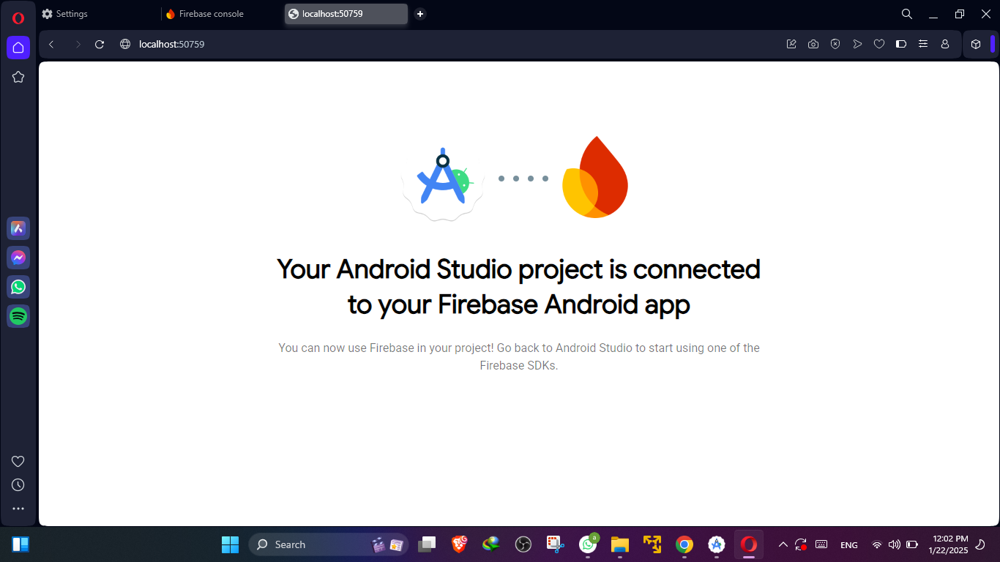 Settings
Firebase console
localhost:50759
localhost:50759
Your Android Studio project is connected
to your Firebase Android app
You can now use Firebase in your project! Go back to Android Studio to start using one of the
Firebase SDKs.
Search
a
ENG
12:02 PM
1/22/2025